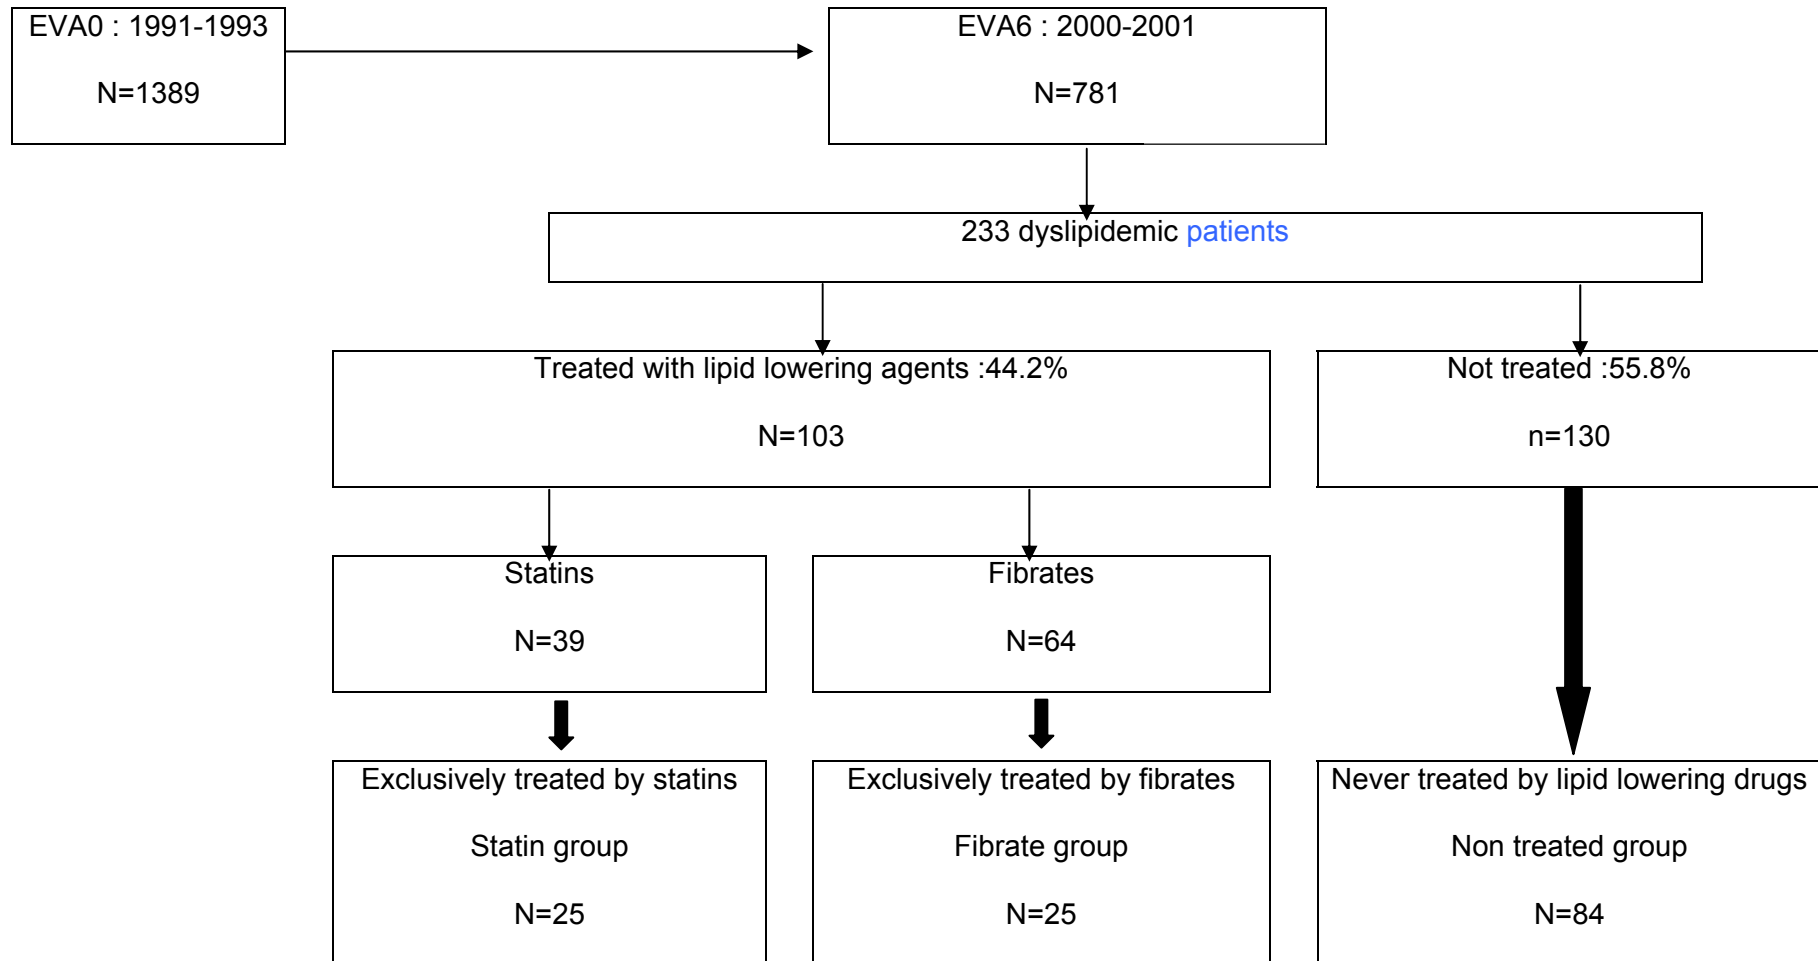 EVA0 : 1991-1993
N=1389
EVA6 : 2000-2001
N=781
233 dyslipidemic patients
Treated with lipid lowering agents :44.2%
N=103
Not treated :55.8%
n=130
Statins
N=39
Fibrates
N=64
Exclusively treated by statins
Statin group
N=25
Exclusively treated by fibrates
Fibrate group
N=25
Never treated by lipid lowering drugs
Non treated group
N=84